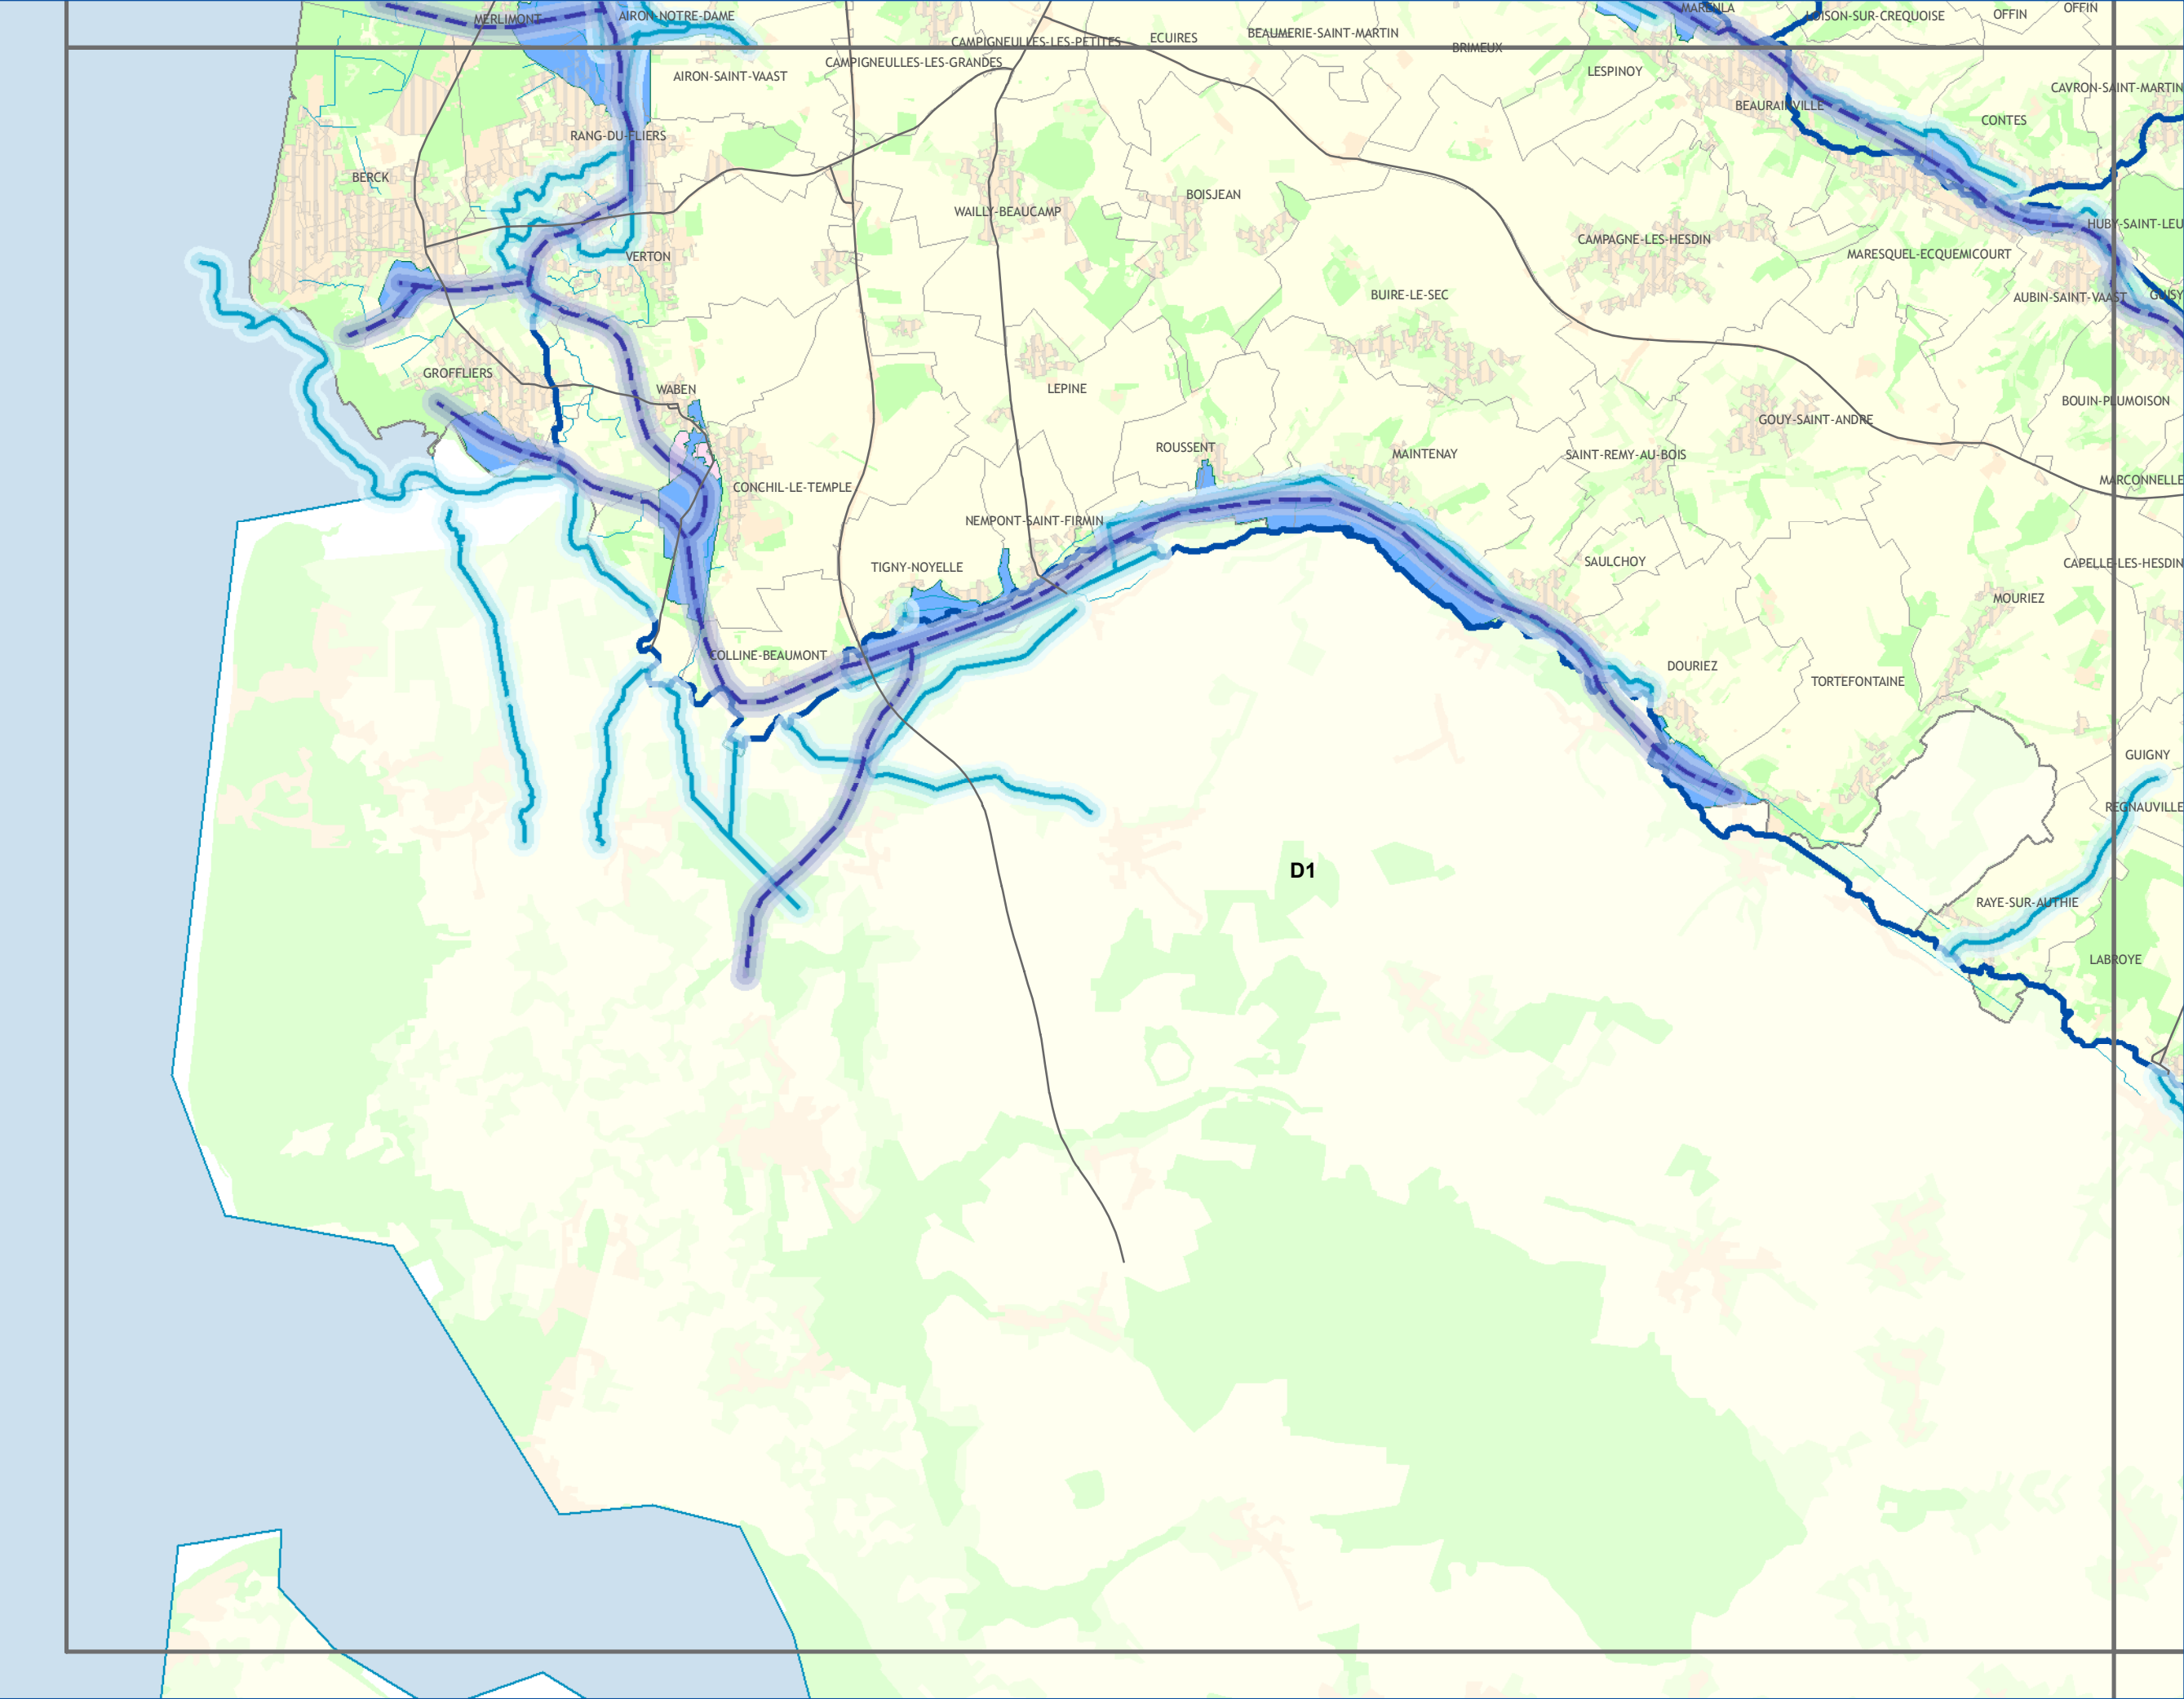 MERLIMONT
AIRON-NOTRE-DAME
MARENLA
LOISON-SUR-CREQUOISE
OFFIN
OFFIN
CAMPIGNEULLES-LES-PETITES
ECUIRES
BEAUMERIE-SAINT-MARTIN
BRIMEUX
CAMPIGNEULLES-LES-GRANDES
AIRON-SAINT-VAAST
LESPINOY
CAVRON-SAINT-MARTIN
BEAURAINVILLE
CONTES
RANG-DU-FLIERS
BERCK
BOISJEAN
WAILLY-BEAUCAMP
HUBY-SAINT-LEU
CAMPAGNE-LES-HESDIN
MARESQUEL-ECQUEMICOURT
VERTON
BUIRE-LE-SEC
AUBIN-SAINT-VAAST
GUISY
GROFFLIERS
WABEN
LEPINE
BOUIN-PLUMOISON
GOUY-SAINT-ANDRE
ROUSSENT
MAINTENAY
SAINT-REMY-AU-BOIS
MARCONNELLE
CONCHIL-LE-TEMPLE
NEMPONT-SAINT-FIRMIN
TIGNY-NOYELLE
SAULCHOY
CAPELLE-LES-HESDIN
MOURIEZ
COLLINE-BEAUMONT
DOURIEZ
TORTEFONTAINE
GUIGNY
REGNAUVILLE
D1
RAYE-SUR-AUTHIE
LABROYE